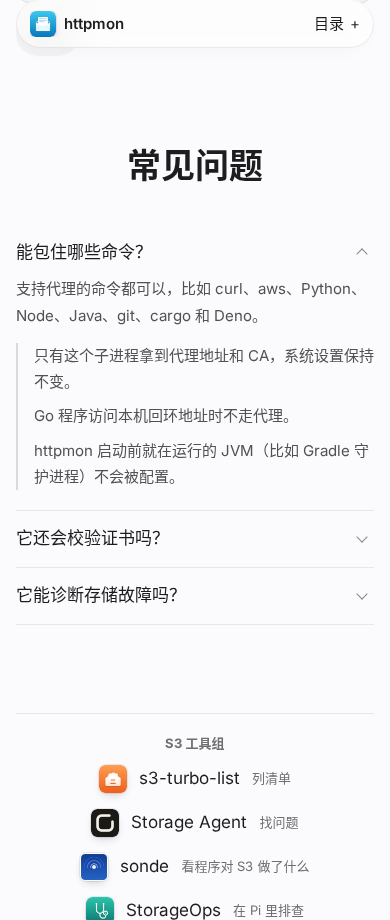 httpmon
目录 +
常见问题
能包住哪些命令？
支持代理的命令都可以，比如 curl、aws、Python、
Node、Java、git、cargo 和 Deno。
只有这个子进程拿到代理地址和 CA，系统设置保持
不变。
Go 程序访问本机回环地址时不走代理。
httpmon 启动前就在运行的 JVM（比如 Gradle 守
护进程）不会被配置。
它还会校验证书吗？
它能诊断存储故障吗？
S3 工具组
s3-turbo-list 列清单
Storage Agent 找问题
sonde 看程序对 S3 做了什么
StorageOps 在 Pi 里排查